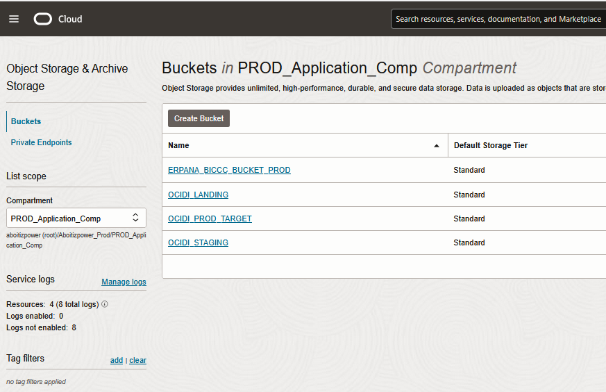 Cloud
Search resources, services, documentation, and Marketplace
Object Storage & Archive
Storage
Buckets
Private Endpoints
List scope
Compartment
PROD_Application_Comp
aboitizpower (root)/Aboitizpower_Prod/PROD_Appli
cation_Comp
Service logs
Manage logs
Resources: 4 (8 total logs)
Logs enabled: 0
Logs not enabled: 8
Tag filters
add | clear
no tag filters applied
Buckets in PROD_Application_Comp Compartment
Object Storage provides unlimited, high-performance, durable, and secure data storage. Data is uploaded as objects that are stor
Create Bucket
Name Default Storage Tier
ERPANA_BICCC_BUCKET_PROD Standard
OCIDI_LANDING Standard
OCIDI_PROD_TARGET Standard
OCIDI_STAGING Standard